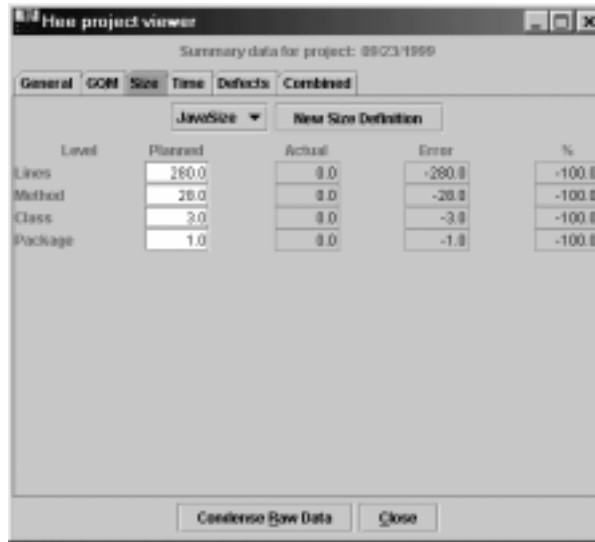 Hee project viewer
Summary data for project: 09/23/1999
General GQM Size Time Defects Combined
JavaSize New Size Definition
Level Planned Actual Error %
Lines 280.0 0.0 -280.0 -100.0
Method 28.0 0.0 -28.0 -100.0
Class 3.0 0.0 -3.0 -100.0
Package 1.0 0.0 -1.0 -100.0
Condense Raw Data Close